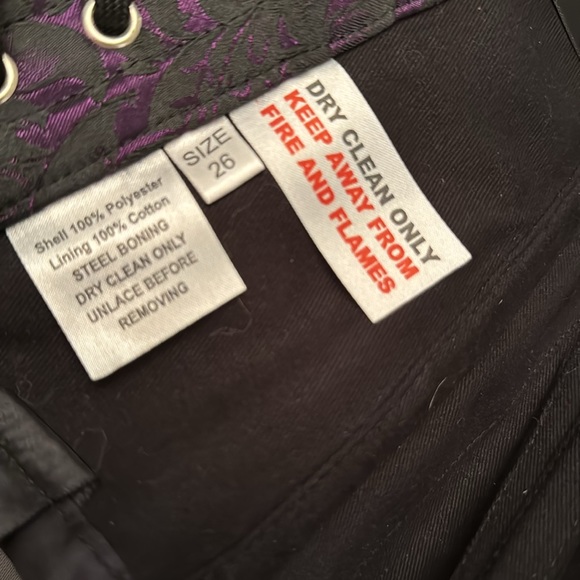 Shell 100% Polyester
Lining 100% Cotton
STEEL BONING
DRY CLEAN ONLY
UNLACE BEFORE
REMOVING
SIZE
26
DRY CLEAN ONLY
KEEP AWAY FROM
FIRE AND FLAMES